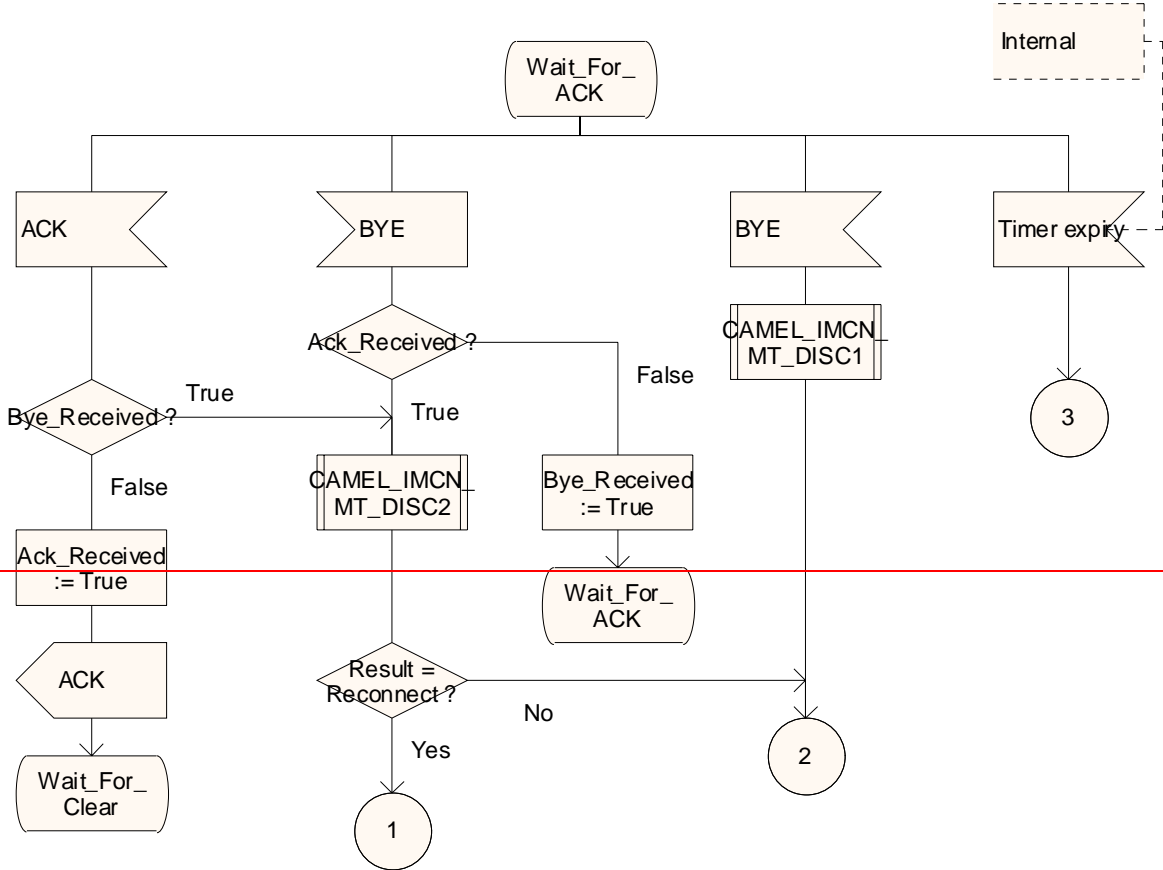 Internal
Wait_For_
ACK
ACK
BYE
BYE
Timer expiry
Ack_Received ?
CAMEL_IMCN_
MT_DISC1
False
True
True
Bye_Received ?
3
CAMEL_IMCN_
MT_DISC2
Bye_Received
:= True
False
Ack_Received
:= True
Wait_For_
ACK
ACK
Result =
Reconnect ?
No
Yes
2
Wait_For_
Clear
1